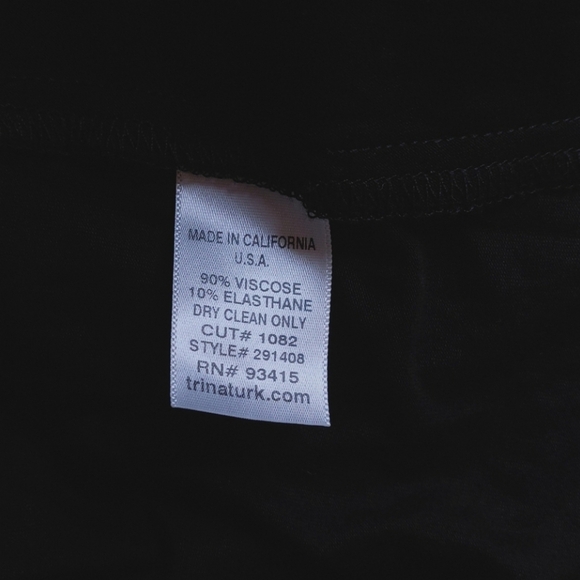 MADE IN CALIFORNIA
U.S.A.
90% VISCOSE
10% ELASTHANE
DRY CLEAN ONLY
CUT# 1082
STYLE# 291408
RN# 93415
trinaturk.com